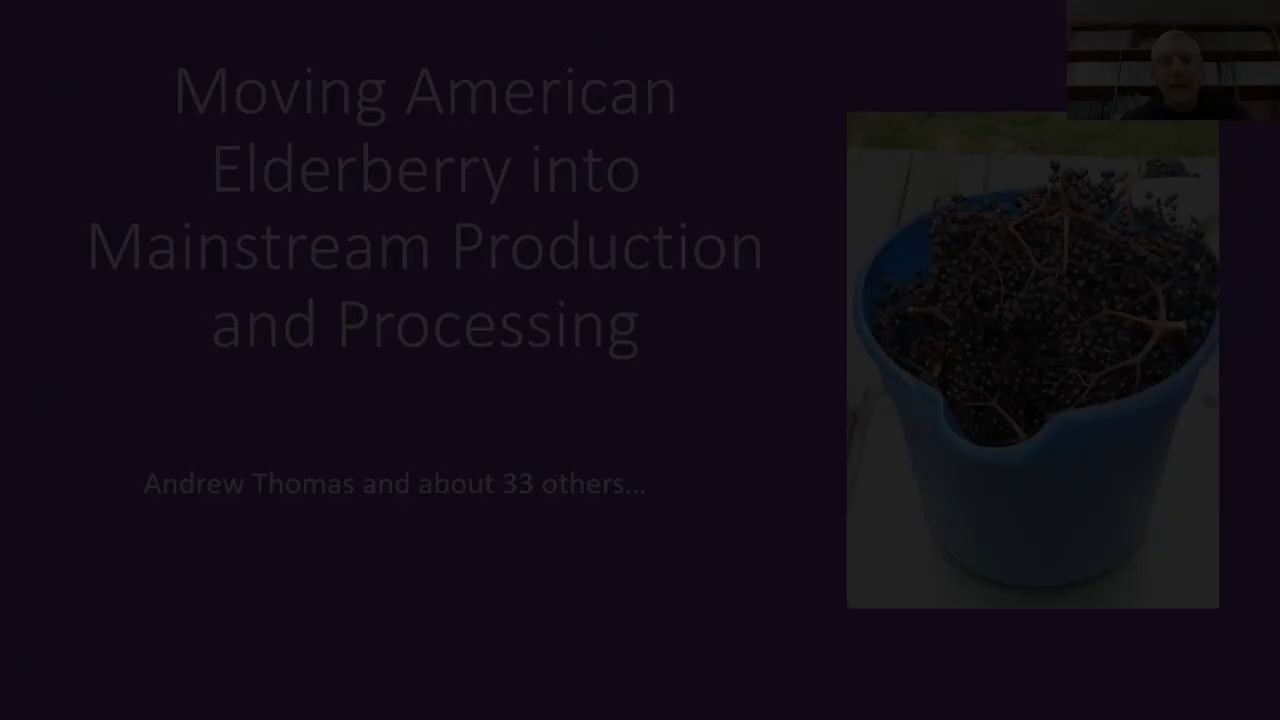 Moving American
Elderberry into
Mainstream Production
and Processing
Andrew Thomas and about 33 others...